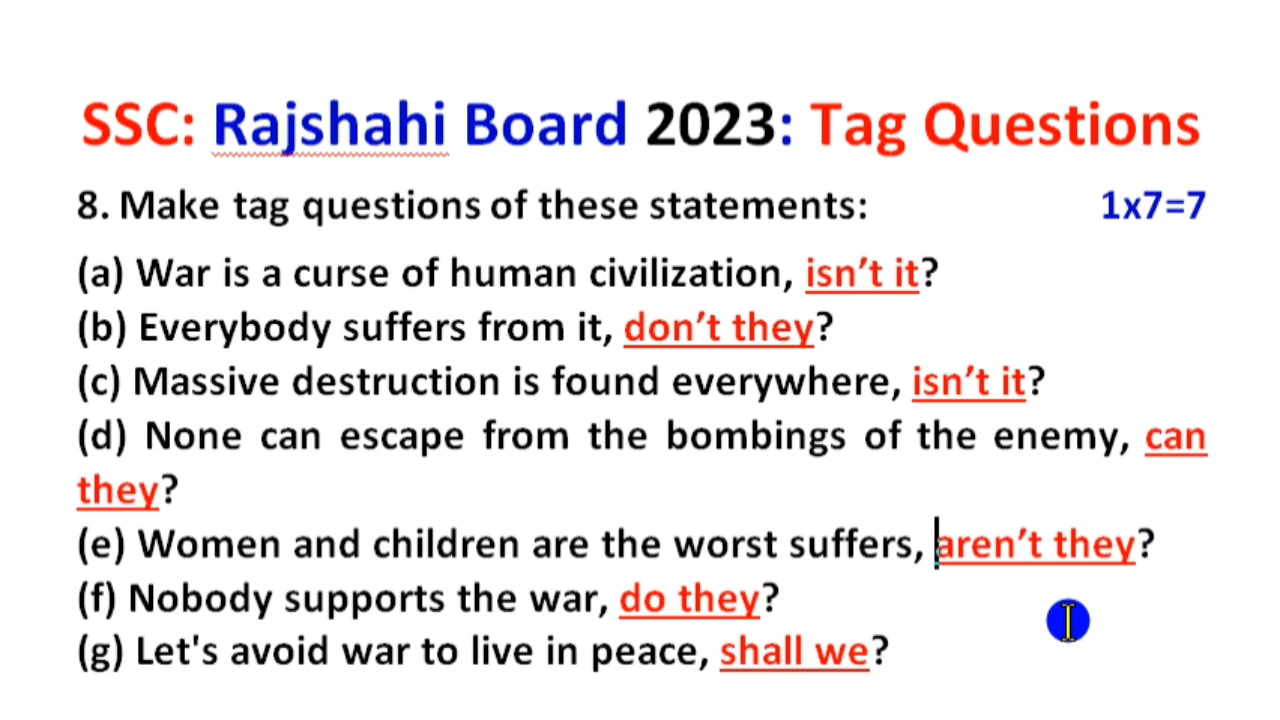 SSC: Rajshahi Board 2023: Tag Questions
8. Make tag questions of these statements: 1x7=7
(a) War is a curse of human civilization, isn’t it?
(b) Everybody suffers from it, don’t they?
(c) Massive destruction is found everywhere, isn’t it?
(d) None can escape from the bombings of the enemy, can
they?
(e) Women and children are the worst suffers, aren’t they?
(f) Nobody supports the war, do they?
(g) Let's avoid war to live in peace, shall we?